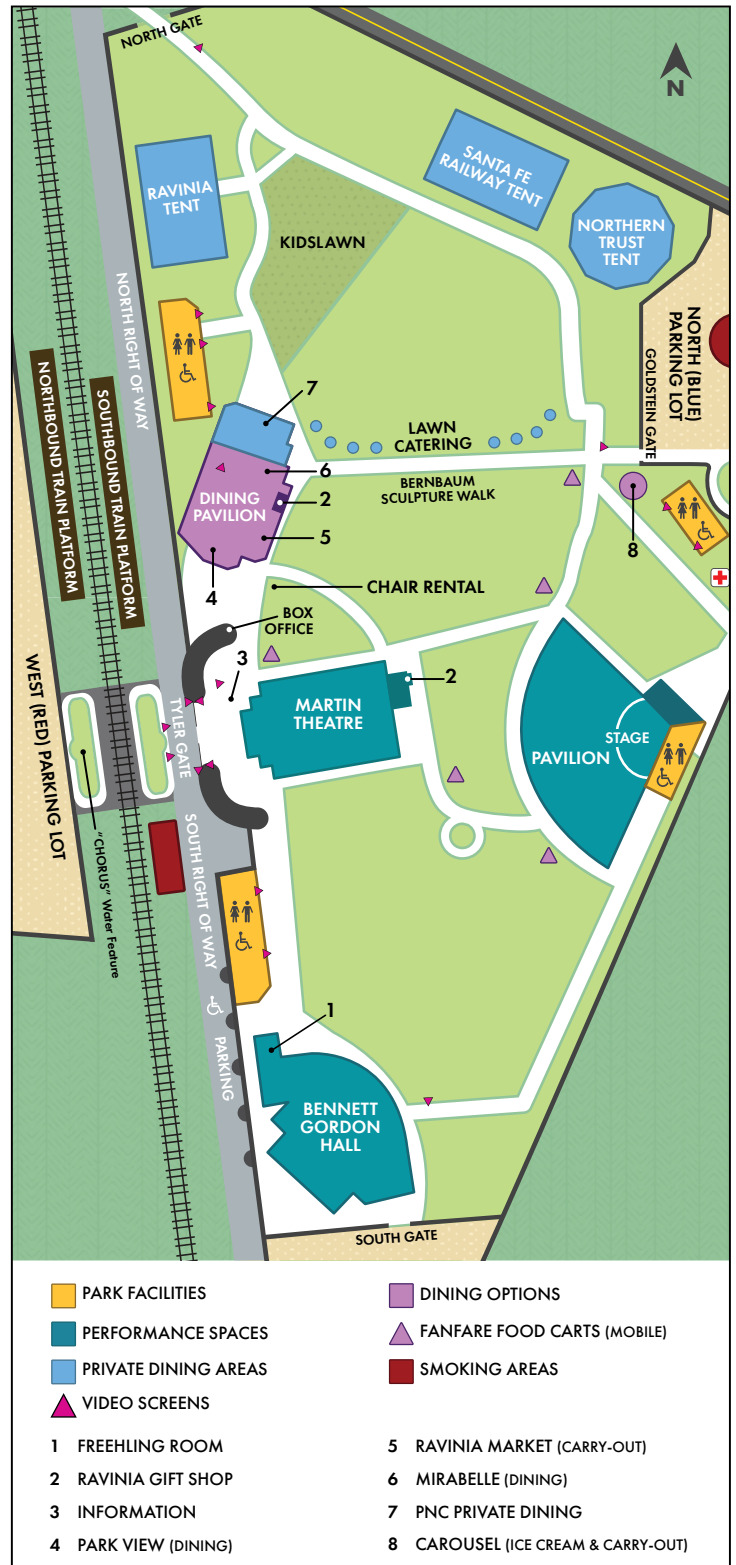 NORTH GATE
N
SANTA FE
RAILWAY TENT
RAVINIA
TENT
NORTHERN
TRUST
TENT
KIDSLAWN
NORTH RIGHT OF WAY
NORTH (BLUE)
PARKING LOT
GOLDSTEIN GATE
NORTHBOUND TRAIN PLATFORM
SOUTHBOUND TRAIN PLATFORM
7
LAWN
CATERING
6
BERNBAUM
SCULPTURE WALK
DINING
PAVILION
2
5
8
4
CHAIR RENTAL
BOX
OFFICE
3
2
MARTIN
THEATRE
STAGE
PAVILION
WEST (RED) PARKING LOT
TYLER GATE
"CHORUS" Water Feature
SOUTH RIGHT OF WAY
PARKING
1
BENNETT
GORDON
HALL
SOUTH GATE
PARK FACILITIES
PERFORMANCE SPACES
PRIVATE DINING AREAS
VIDEO SCREENS
DINING OPTIONS
FANFARE FOOD CARTS (MOBILE)
SMOKING AREAS
1 FREEHLING ROOM
2 RAVINIA GIFT SHOP
3 INFORMATION
4 PARK VIEW (DINING)
5 RAVINIA MARKET (CARRY-OUT)
6 MIRABELLE (DINING)
7 PNC PRIVATE DINING
8 CAROUSEL (ICE CREAM & CARRY-OUT)